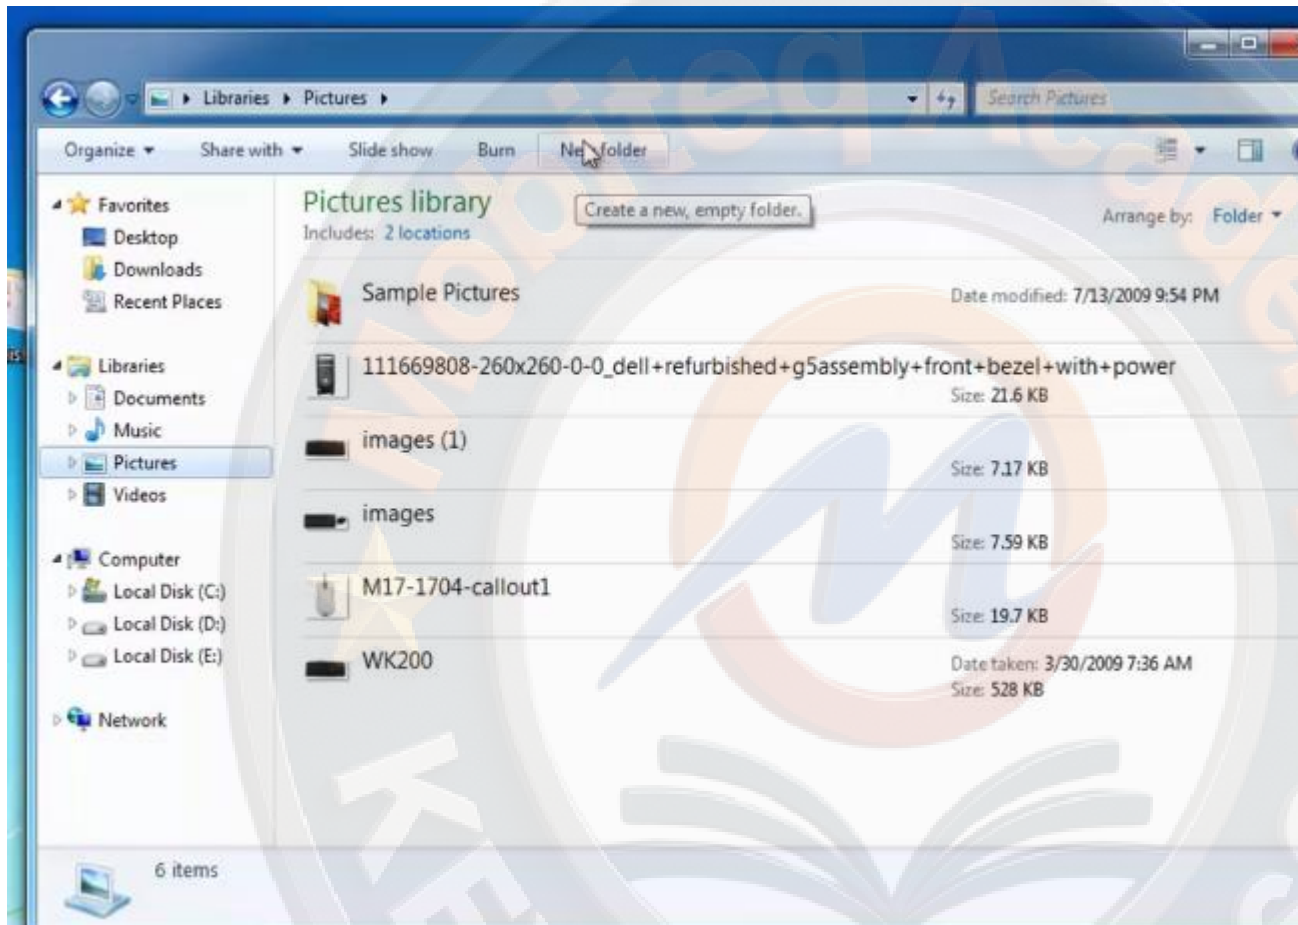 Libraries Pictures
Search Pictures
Organize Share with Slide show Burn New folder
Favorites
Desktop
Downloads
Recent Places
Libraries
Documents
Music
Pictures
Videos
Computer
Local Disk (C:)
Local Disk (D:)
Local Disk (E:)
Network
Pictures library
Includes: 2 locations
Create a new, empty folder.
Arrange by: Folder
Sample Pictures
Date modified: 7/13/2009 9:54 PM
111669808-260x260-0-0_dell+refurbished+g5assembly+front+bezel+with+power
Size: 21.6 KB
images (1)
Size: 7.17 KB
images
Size: 7.59 KB
M17-1704-callout1
Size: 19.7 KB
WK200
Date taken: 3/30/2009 7:36 AM
Size: 528 KB
6 items
Mobiteq